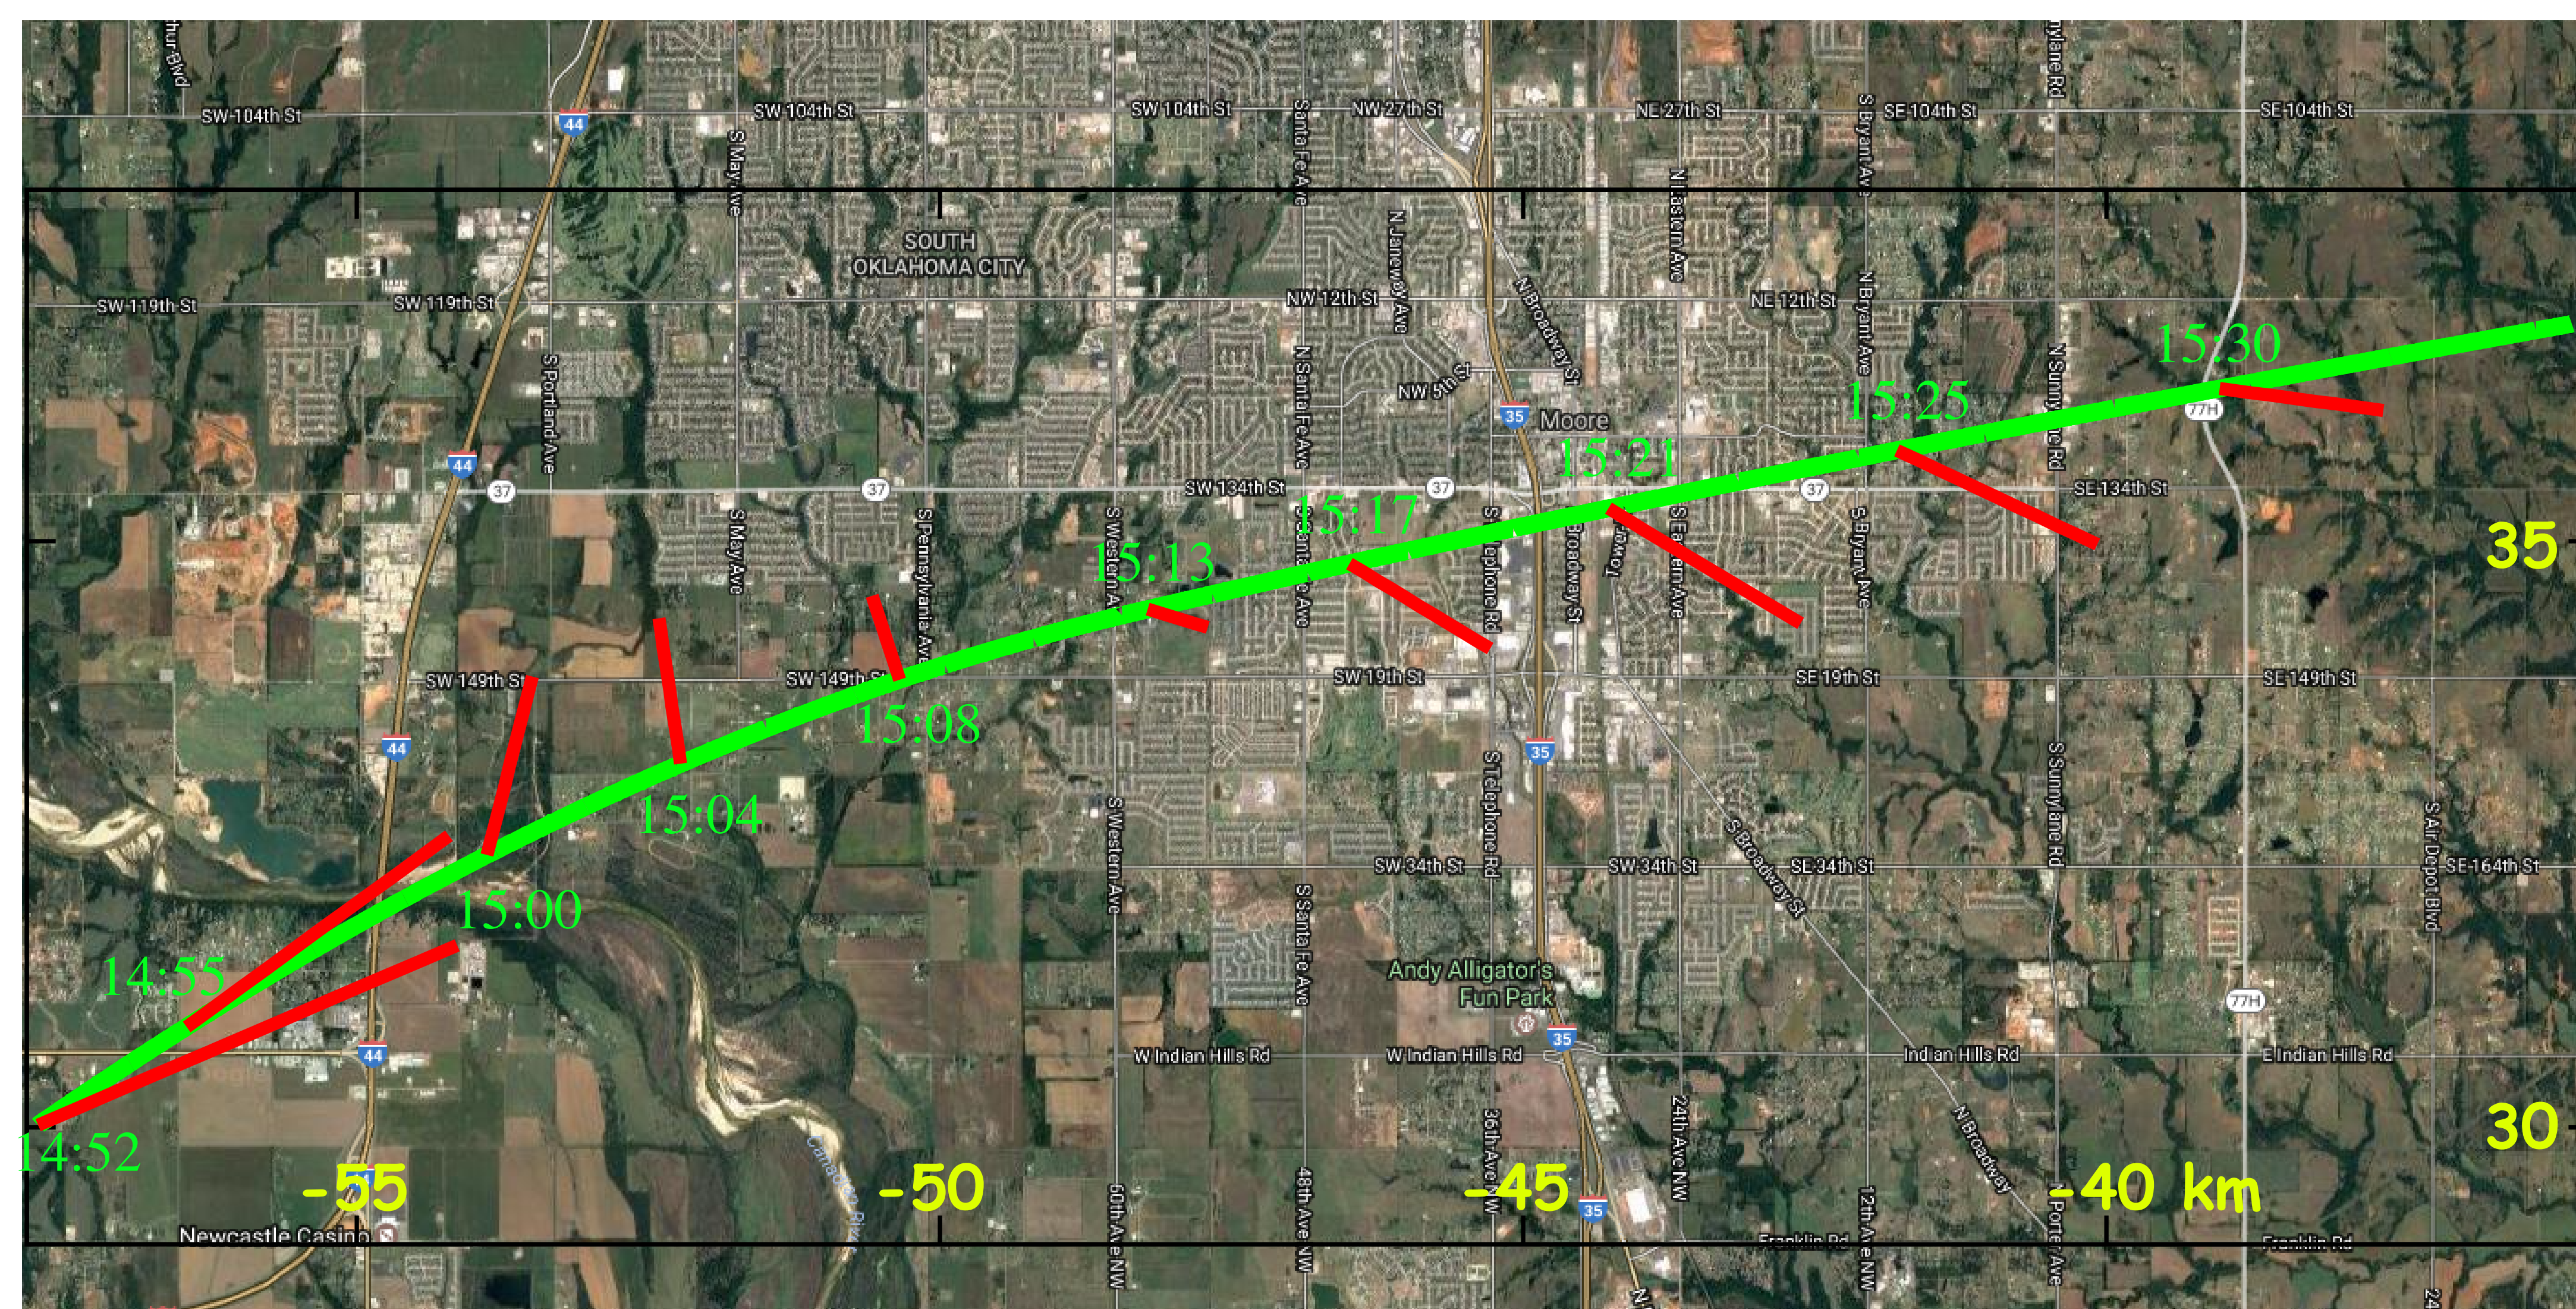 SW 104th St
44
SW 104th St
SW 104th St
Santa Fe Ave
NW 27th St
NE 27th St
S Bryant Ave
SE 104th St
SE 104th St
S May Ave
SOUTH
OKLAHOMA CITY
N Janeway Ave
N Eastern Ave
SW 119th St
SW 119th St
NW 12th St
N Broadway St
NE 12th St
N Bryant Ave
S Portland Ave
N Santa Fe Ave
NW 5th St
35
Moore
15:21
15:25
15:30
77H
44
37
37
SW 134th St
37
37
SE 134th St
S May Ave
S Pennsylvania Ave
15:13
15:17
35
SW 149th St
SW 149th St
SW 19th St
SE 19th St
SE 149th St
S Bryant Ave
Broadway St
44
15:08
35
15:04
S Western Ave
S Telephone Rd
S Sunnylane Rd
S Air Depot Blvd
SW 34th St
SW 34th St
SE 34th St
SE 164th St
S Broadway St
15:00
14:55
S Santa Fe Ave
Andy Alligator's
Fun Park
77H
44
35
W Indian Hills Rd
W Indian Hills Rd
Indian Hills Rd
E Indian Hills Rd
14:52
30
Canadian River
60th Ave NW
48th Ave NW
36th Ave NW
24th Ave NW
12th Ave NW
N Broadway
N Porter Ave
-55
-50
-45
-40 km
35
Newcastle Casino
Franklin Rd
Franklin Rd
24